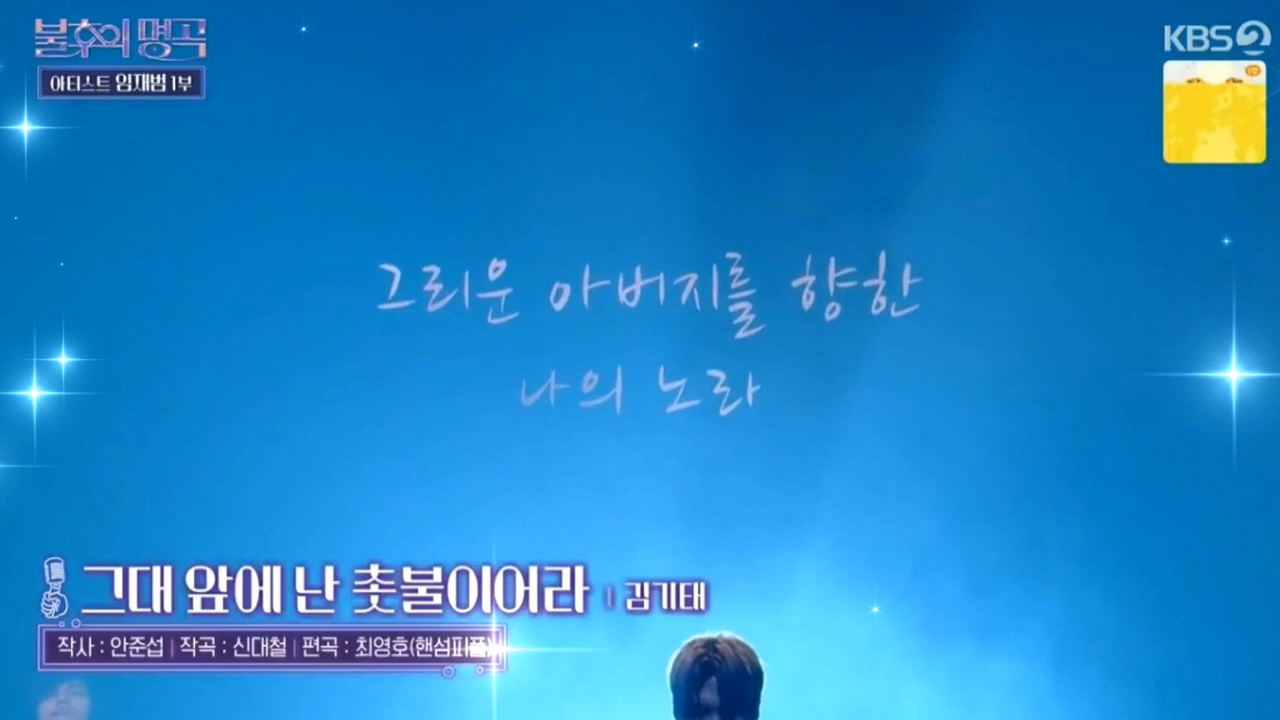 불후의 명곡
아티스트 임재범 1부
KBS 2
그리운 아버지를 향한
나의 노래
그대 앞에 난 촛불이어라 | 김기태
작사 : 안준섭 | 작곡 : 신대철 | 편곡 : 최영호(핸섬피플)